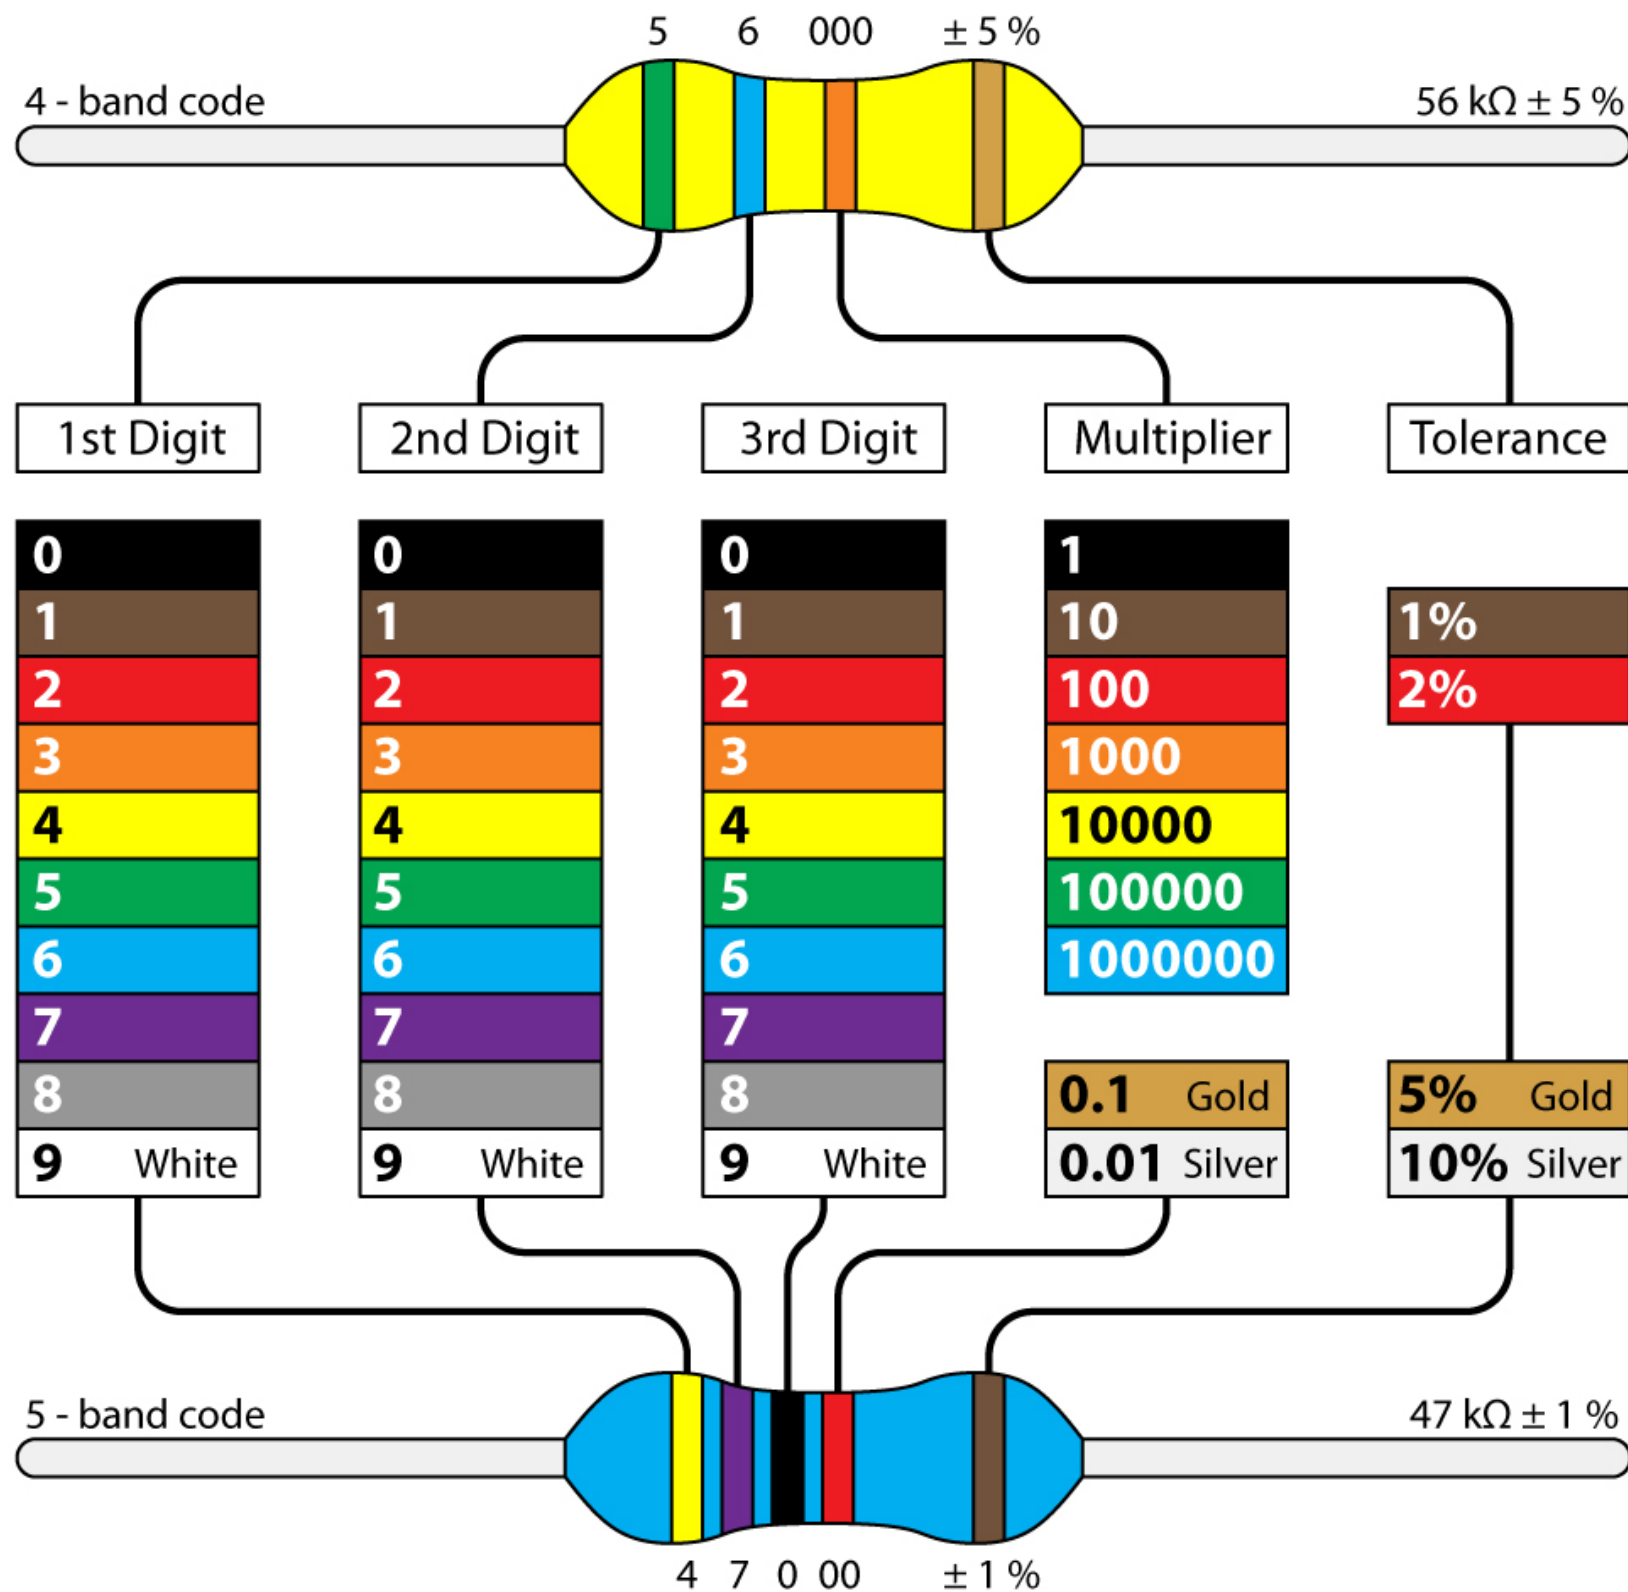 5 6 000 ± 5 %
4 - band code 56 kΩ ± 5 %
1st Digit 2nd Digit 3rd Digit Multiplier Tolerance
0 0 0 1
1 1 1 10 1%
2 2 2 100 2%
3 3 3 1000
4 4 4 10000
5 5 5 100000
6 6 6 1000000
7 7 7
8 8 8 0.1 Gold 5% Gold
9 White 9 White 9 White 0.01 Silver 10% Silver
5 - band code 47 kΩ ± 1 %
4 7 0 00 ± 1 %